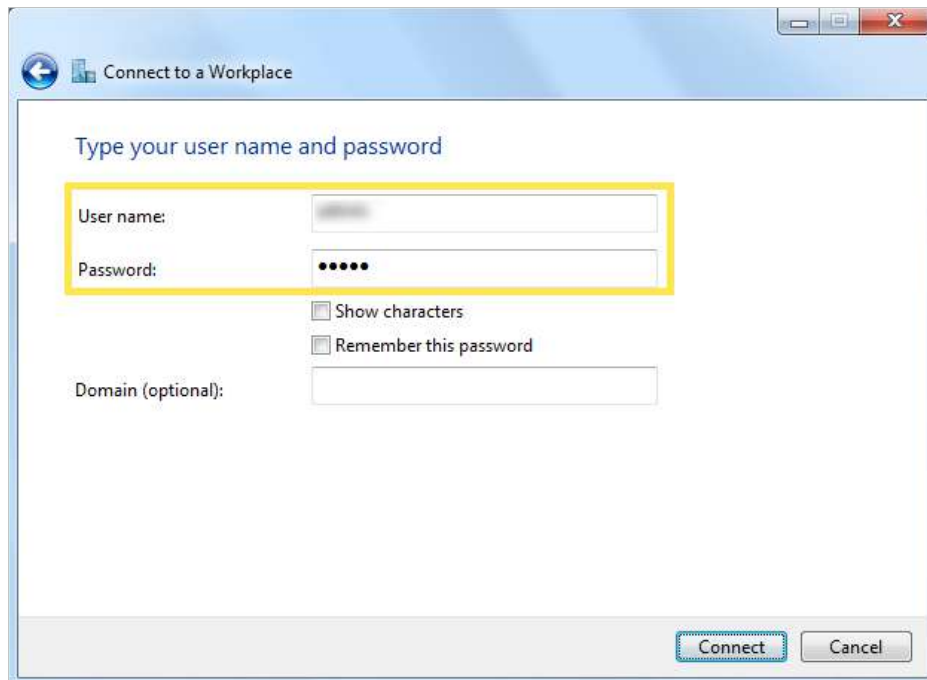 Connect to a Workplace
Type your user name and password
User name:
Password: •••••
Show characters
Remember this password
Domain (optional):
Connect Cancel